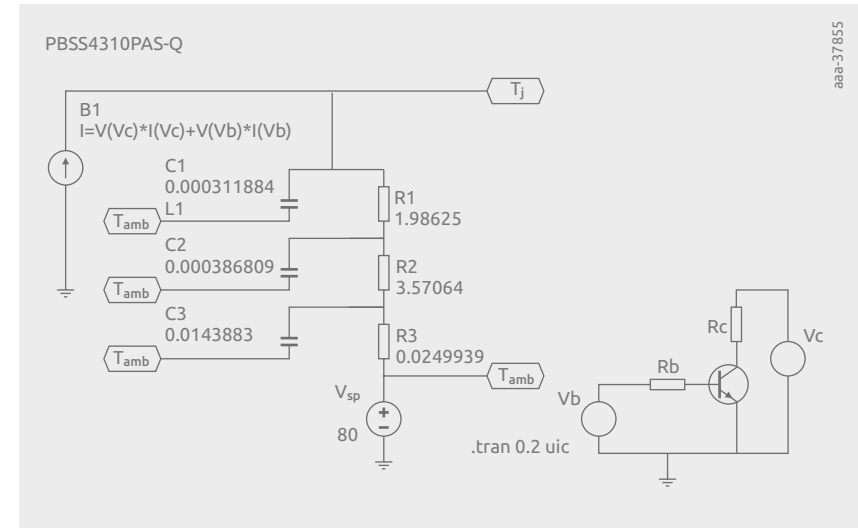 PBSS4310PAS-Q
aaa-37855
Tj
B1
I=V(Vc)*I(Vc)+V(Vb)*I(Vb)
C1
0.000311884
L1
Tamb
R1
1.98625
C2
0.000386809
Tamb
R2
3.57064
C3
0.0143883
Tamb
R3
0.0249939
Tamb
Vsp
80
.tran 0.2 uic
Vb
Rb
Rc
Vc